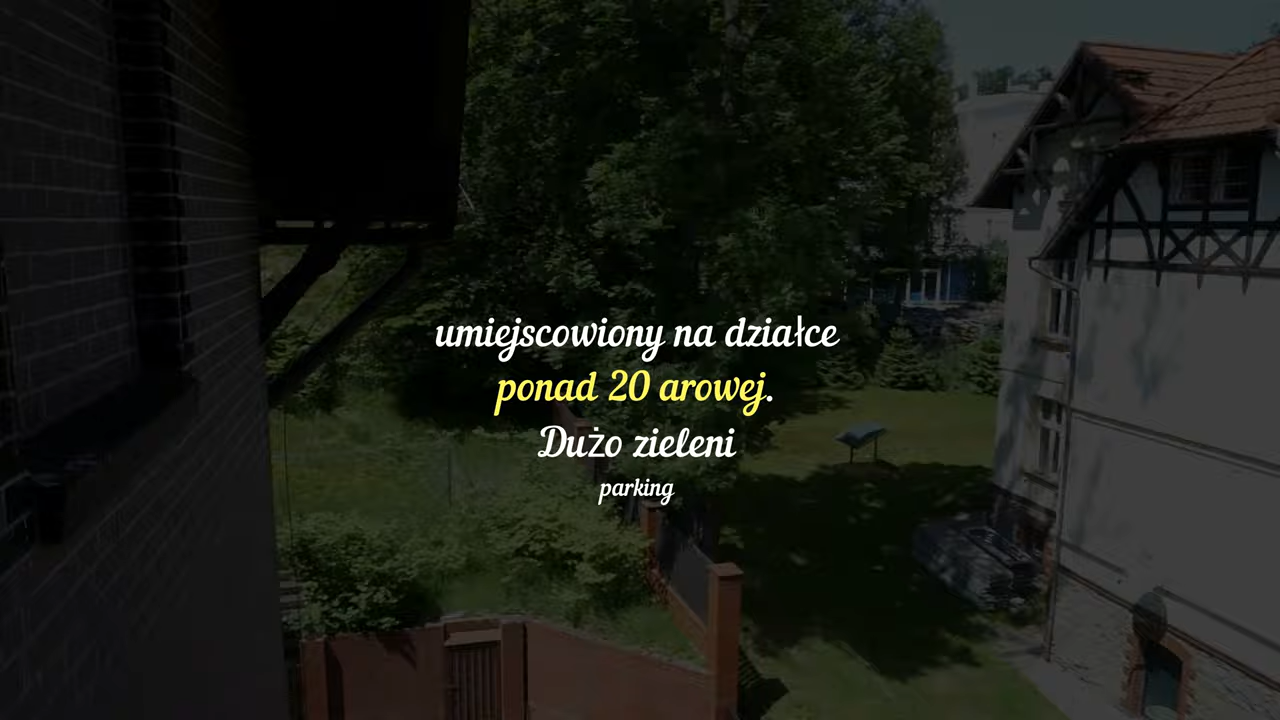 umiejscowiony na działce
ponad 20 arowej.
Dużo zieleni
parking